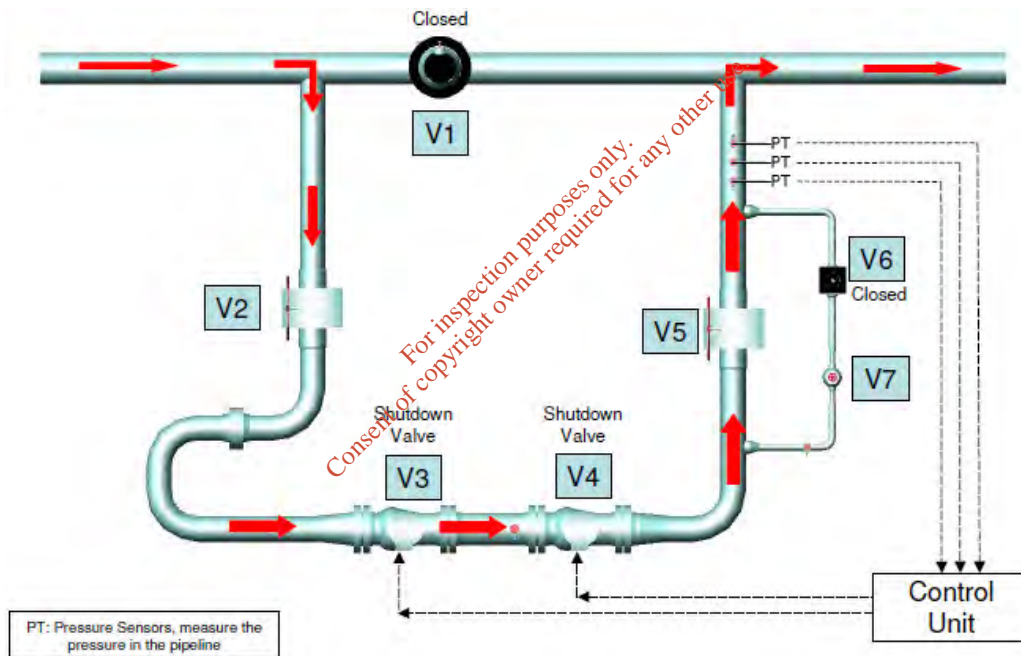 Closed
V1
PT
PT
PT
For inspection purposes only.
Consent of copyright owner required for any other use.
V2
V6
Closed
V5
V7
Shutdown
Valve
V3
Shutdown
Valve
V4
Control
Unit
PT: Pressure Sensors, measure the
pressure in the pipeline